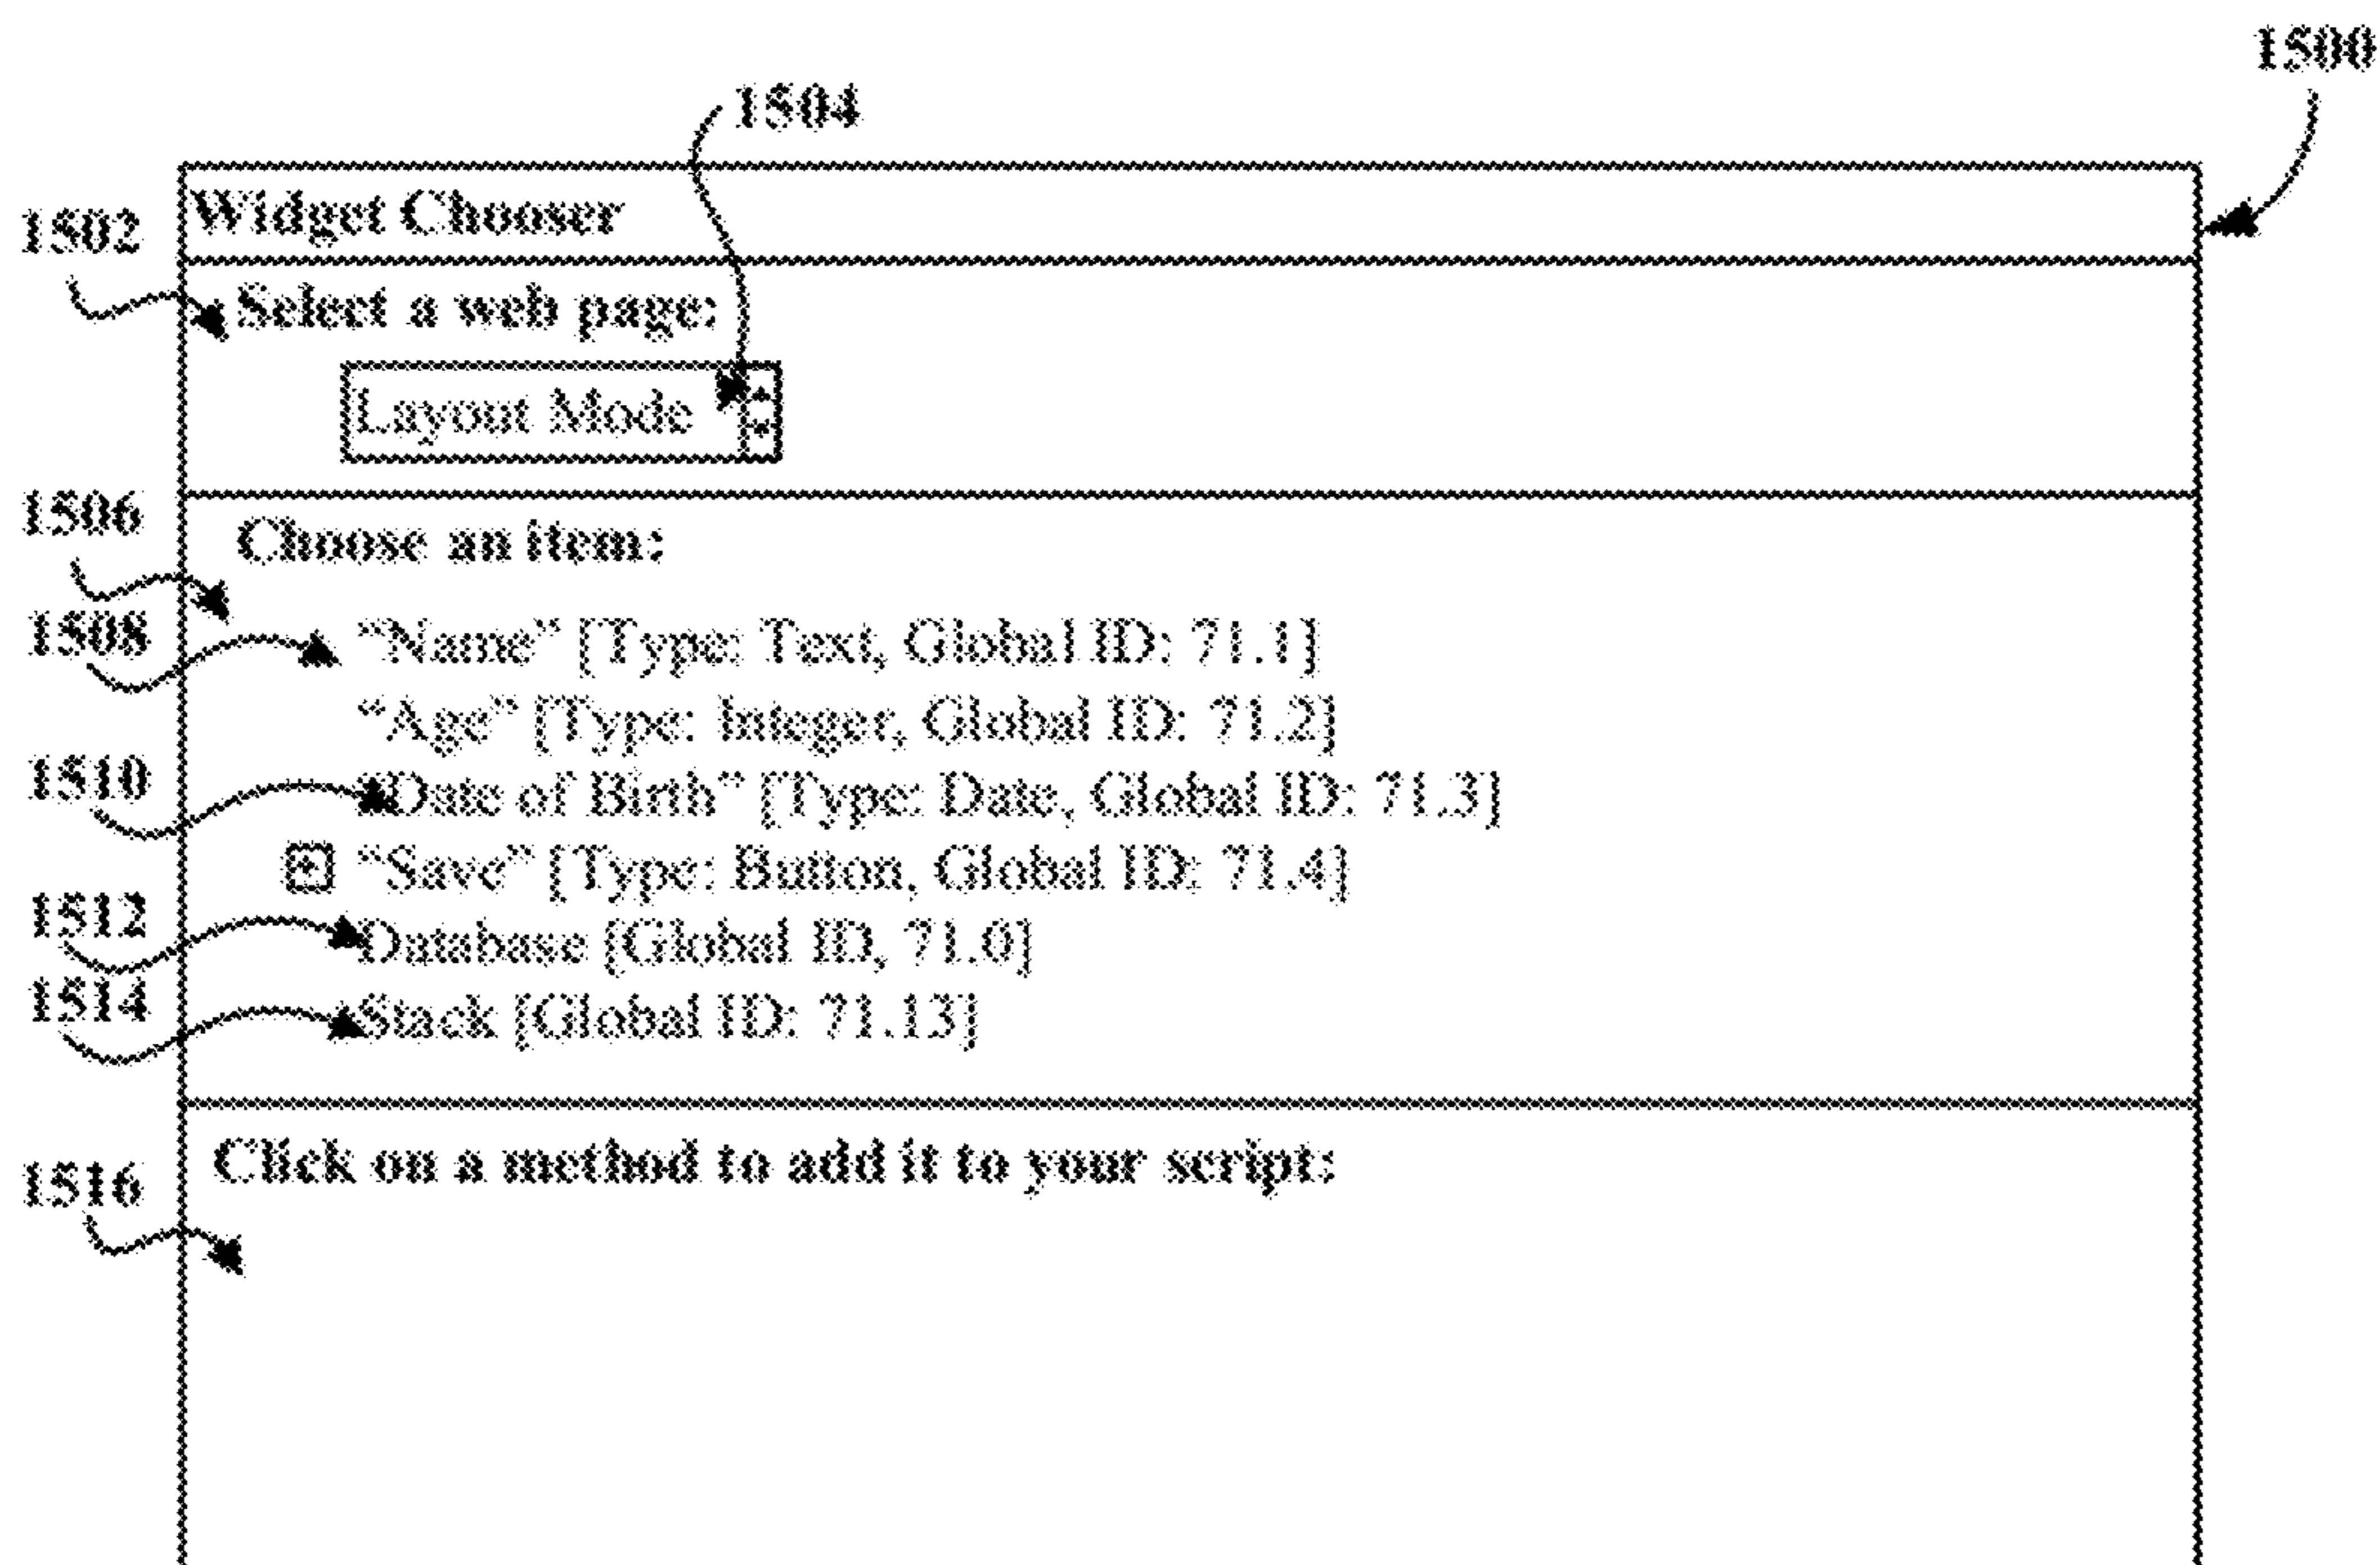 1500
1504
Widget Chooser
1502
Select a web page:
Layout Mode
1506
Choose an item:
1508
“Name” [Type: Text, Global ID: 71.1]
“Age” [Type: Integer, Global ID: 71.2]
1510
“Date of Birth” [Type: Date, Global ID: 71.3]
“Save” [Type: Button, Global ID: 71.4]
1512
Database [Global ID, 71.0]
1514
Stack [Global ID: 71.13]
Click on a method to add it to your script:
1516